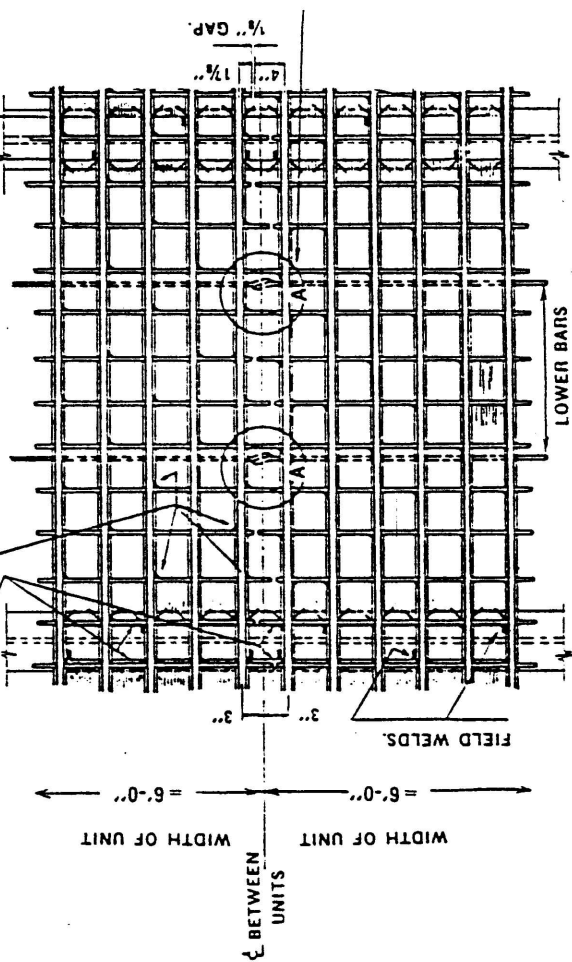 ⅛" GAP.
4" 1⅞"
A
A
LOWER BARS
3" 3"
FIELD WELDS.
= 6'-0" = 6'-0"
WIDTH OF UNIT WIDTH OF UNIT
℄ BETWEEN
UNITS